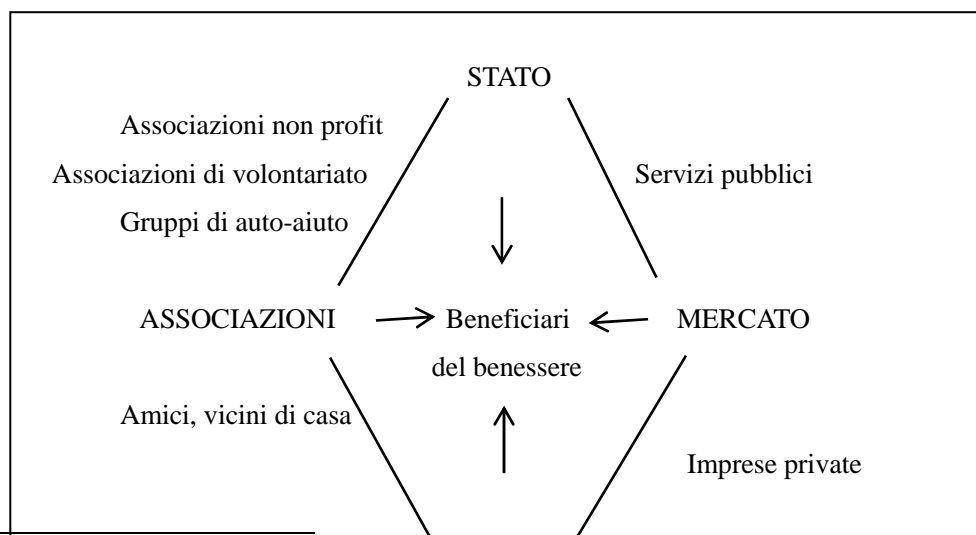 STATO
Associazioni non profit
Associazioni di volontariato
Servizi pubblici
Gruppi di auto-aiuto
ASSOCIAZIONI
Beneficiari
MERCATO
del benessere
Amici, vicini di casa
Imprese private